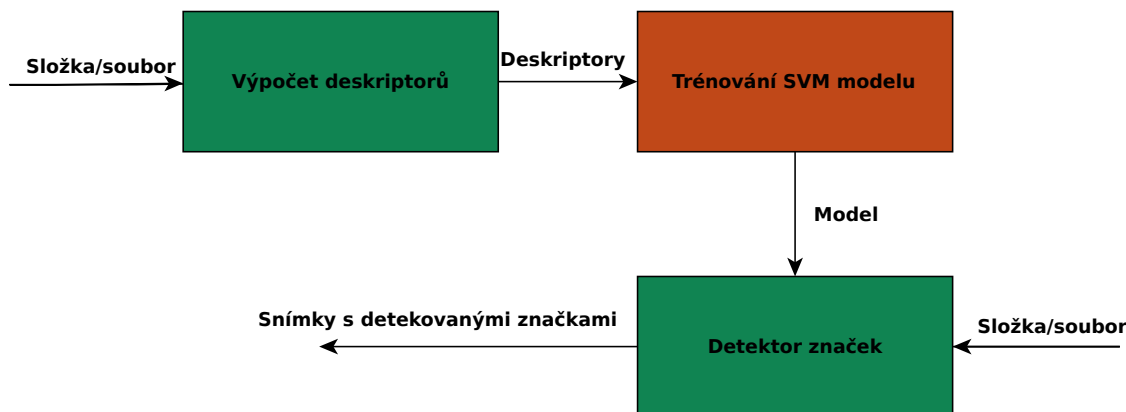 Složka/soubor
Výpočet deskriptorů
Deskriptory
Trénování SVM modelu
Model
Snímky s detekovanými značkami
Detektor značek
Složka/soubor